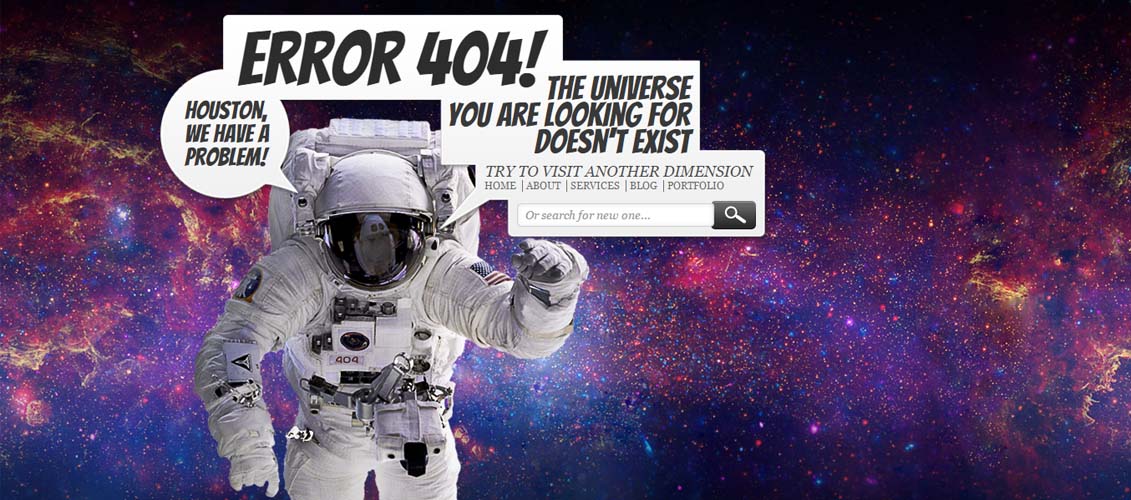 ERROR 404!
HOUSTON,
WE HAVE A
PROBLEM!
THE UNIVERSE
YOU ARE LOOKING FOR
DOESN'T EXIST
TRY TO VISIT ANOTHER DIMENSION
HOME | ABOUT | SERVICES | BLOG | PORTFOLIO
Or search for new one...
404